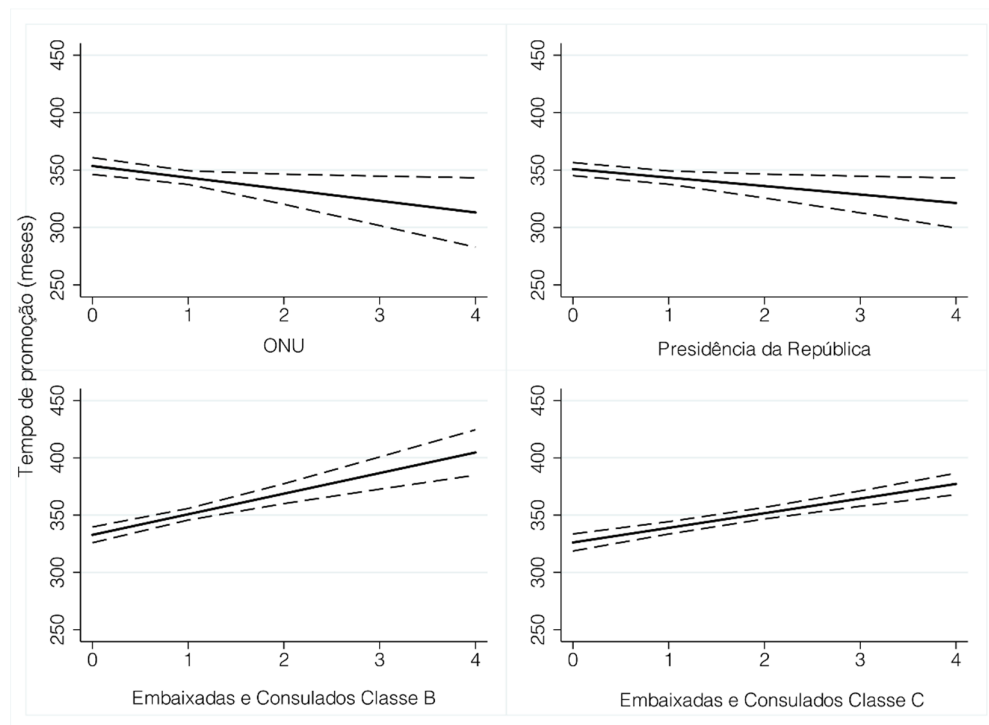 Tempo de promoção (meses)
450
400
350
300
250
0 1 2 3 4
ONU
450
400
350
300
250
0 1 2 3 4
Presidência da República
450
400
350
300
250
0 1 2 3 4
Embaixadas e Consulados Classe B
450
400
350
300
250
0 1 2 3 4
Embaixadas e Consulados Classe C